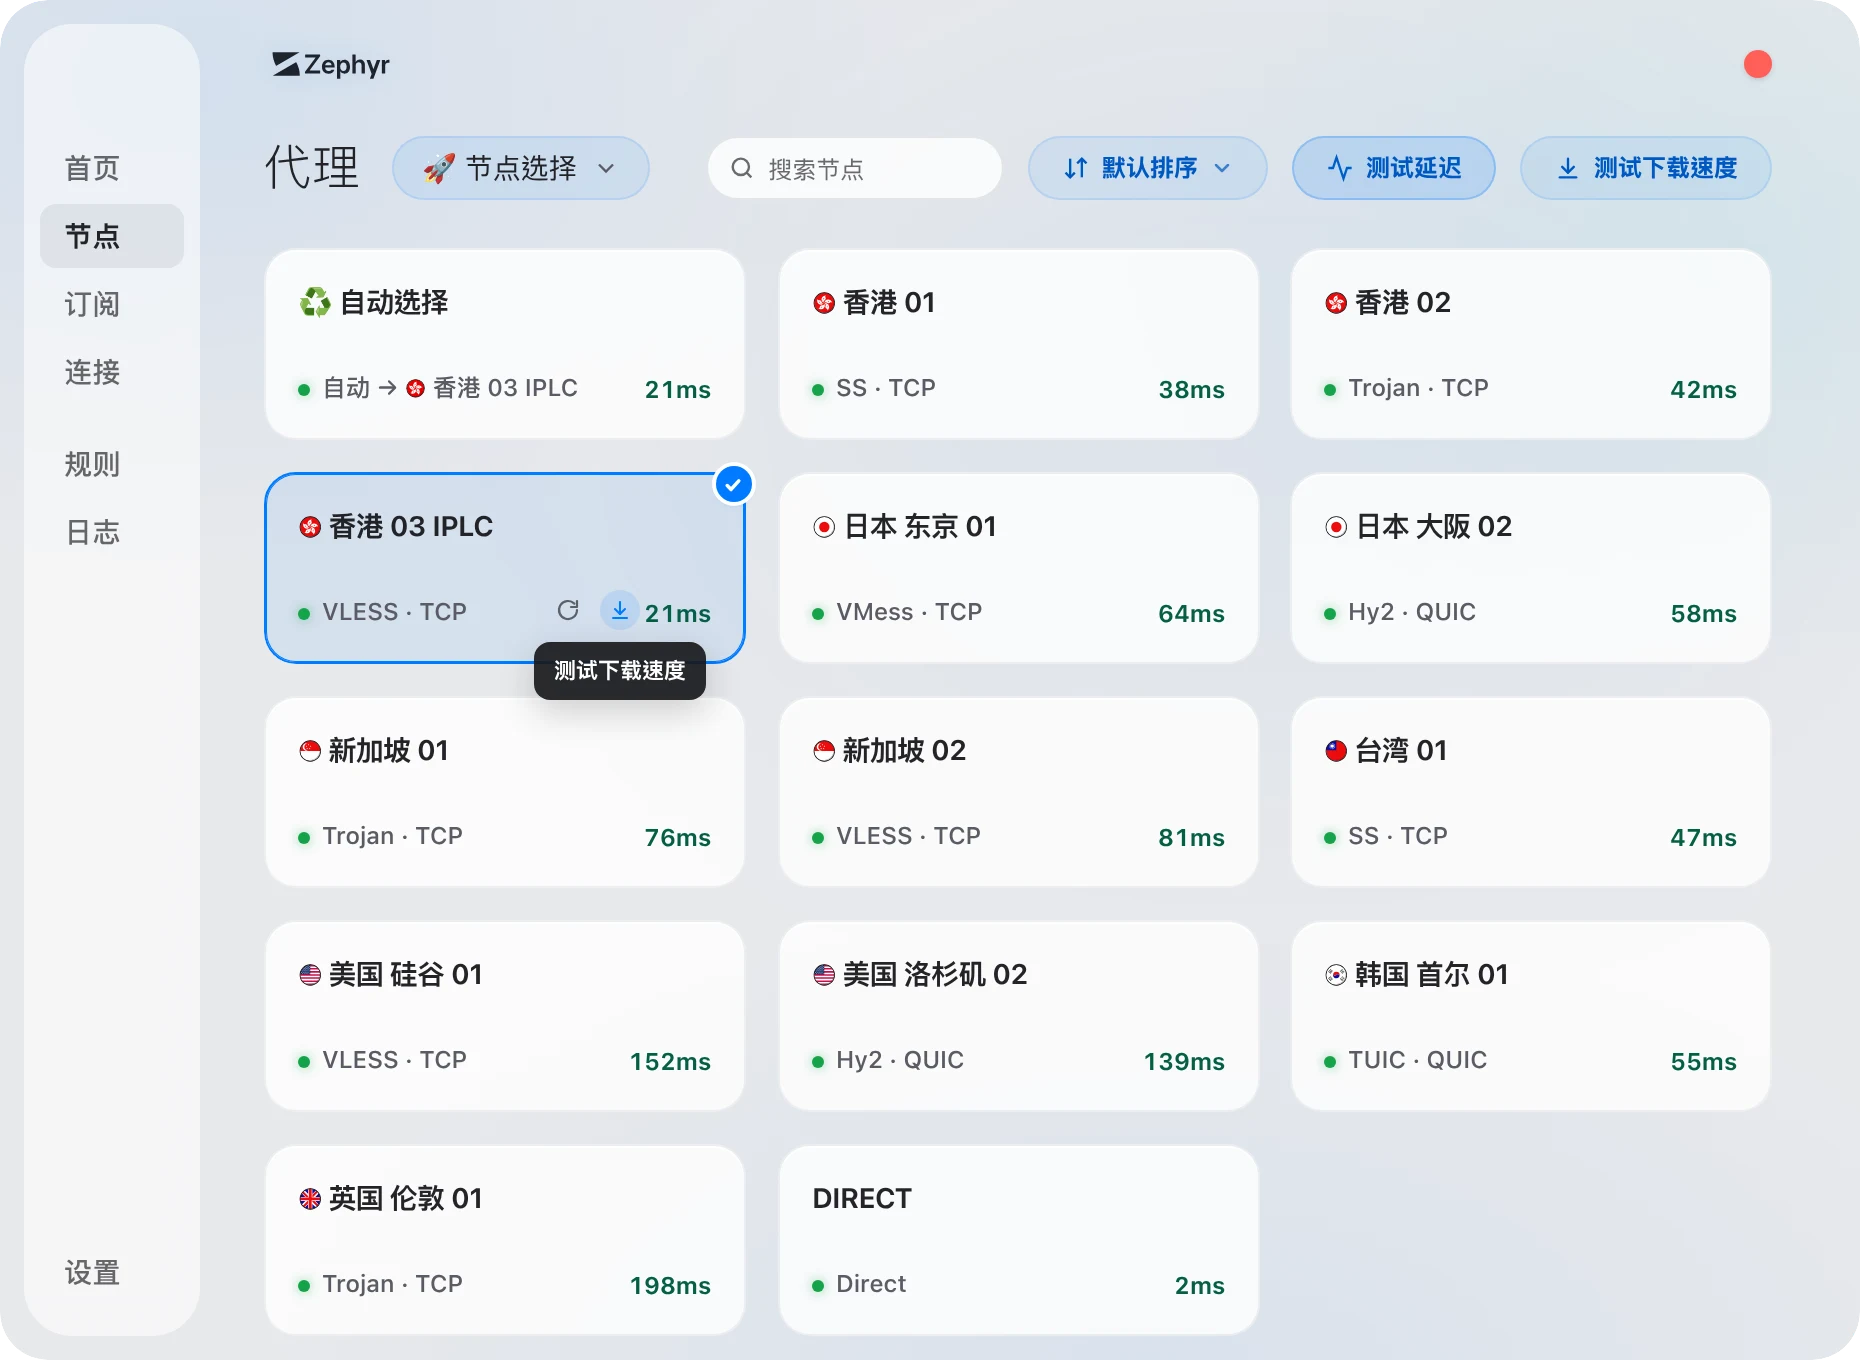 Zephyr
首页
节点
订阅
连接
规则
日志
设置
代理
🚀 节点选择
搜索节点
默认排序
测试延迟
测试下载速度
♻️ 自动选择
自动 → 🇭🇰 香港 03 IPLC 21ms
🇭🇰 香港 01
SS · TCP 38ms
🇭🇰 香港 02
Trojan · TCP 42ms
🇭🇰 香港 03 IPLC
VLESS · TCP 21ms
测试下载速度
🇯🇵 日本 东京 01
VMess · TCP 64ms
🇯🇵 日本 大阪 02
Hy2 · QUIC 58ms
🇸🇬 新加坡 01
Trojan · TCP 76ms
🇸🇬 新加坡 02
VLESS · TCP 81ms
🇹🇼 台湾 01
SS · TCP 47ms
🇺🇸 美国 硅谷 01
VLESS · TCP 152ms
🇺🇸 美国 洛杉矶 02
Hy2 · QUIC 139ms
🇰🇷 韩国 首尔 01
TUIC · QUIC 55ms
🇬🇧 英国 伦敦 01
Trojan · TCP 198ms
DIRECT
Direct 2ms